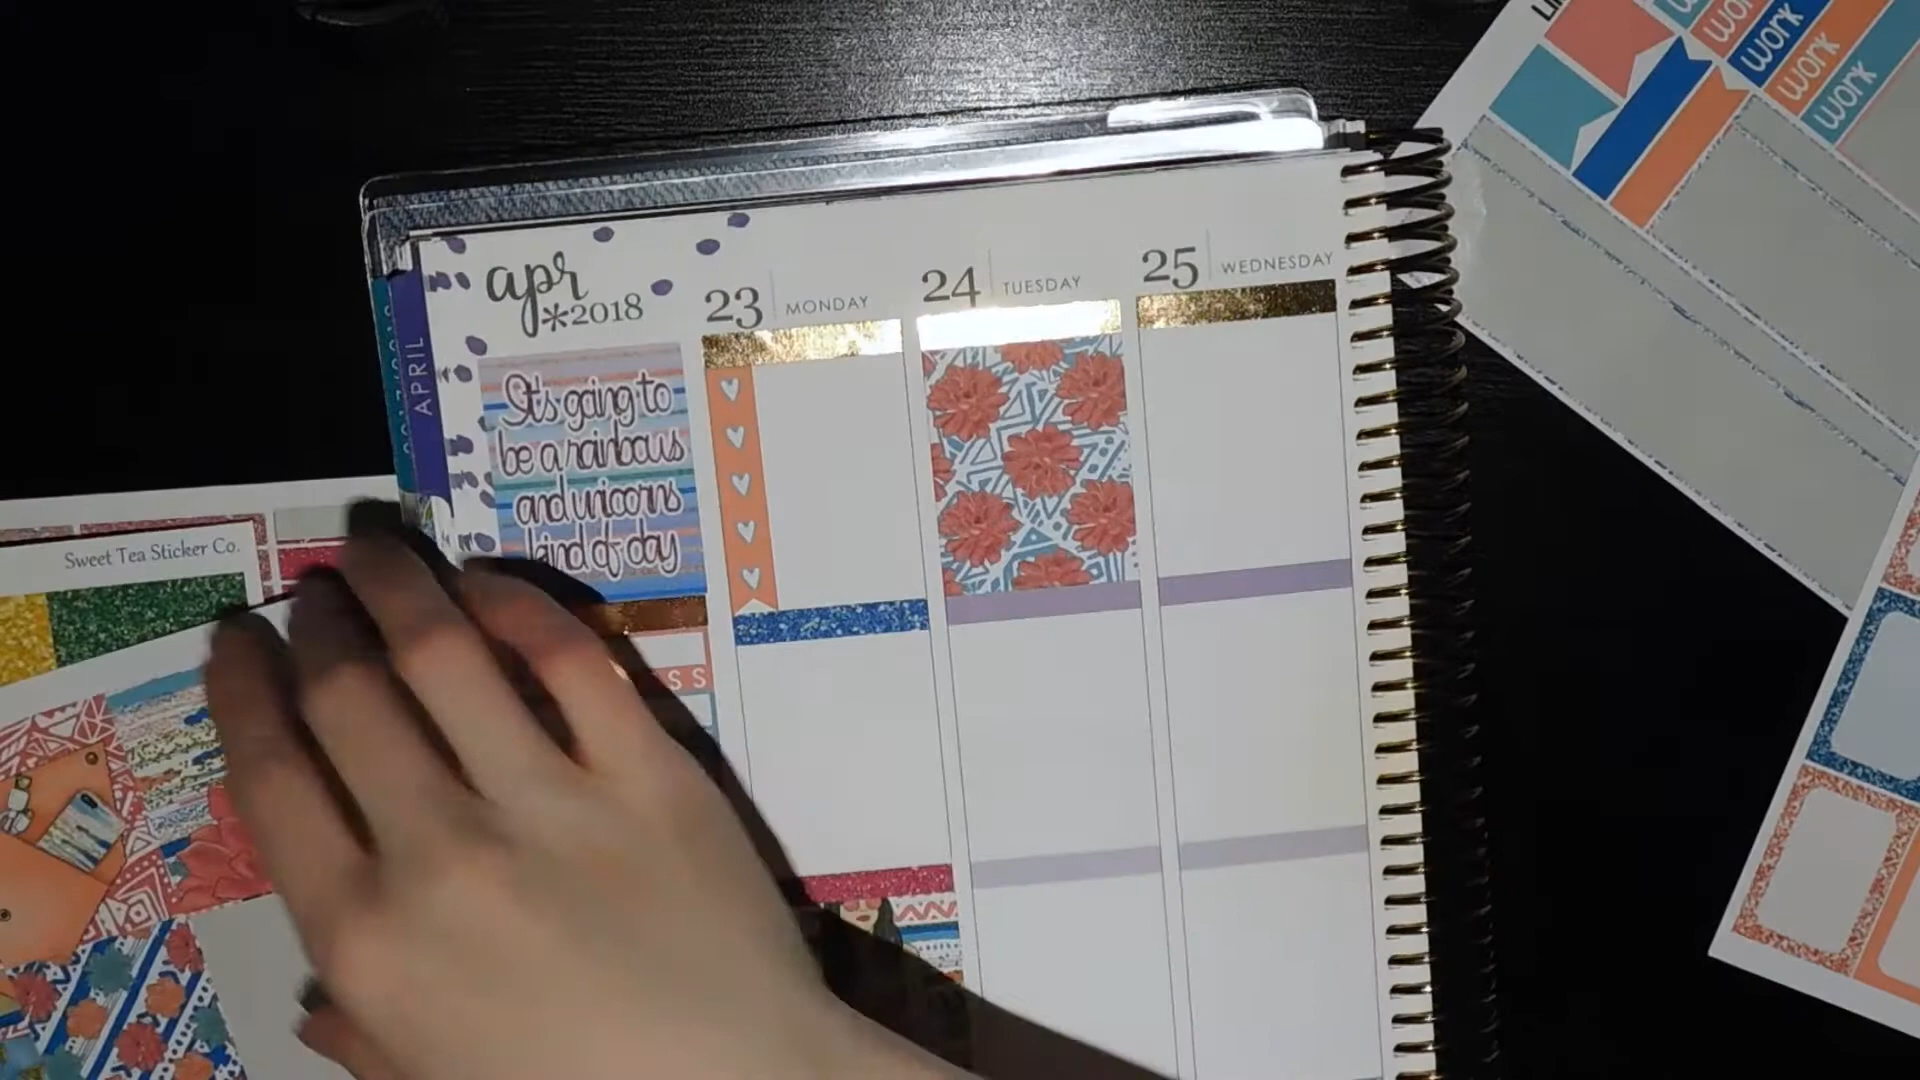 work
work
work
work
apr
*2018
23 MONDAY
24 TUESDAY
25 WEDNESDAY
APRIL
It's going to
be a rainbows
and unicorns
kind of day
Sweet Tea Sticker Co.